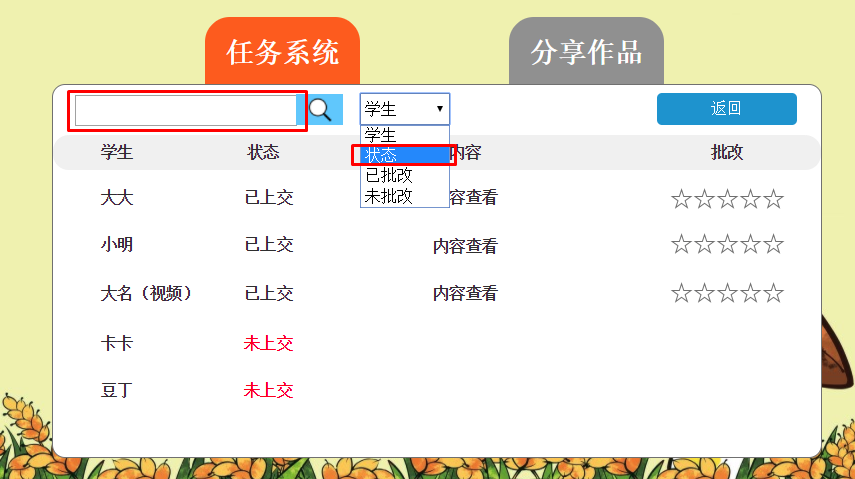 任务系统 分享作品
学生 返回
学生
状态
已批改
未批改
学生 状态 内容 批改
大大 已上交 内容查看 ☆☆☆☆☆
小明 已上交 内容查看 ☆☆☆☆☆
大名（视频） 已上交 内容查看 ☆☆☆☆☆
卡卡 未上交
豆丁 未上交